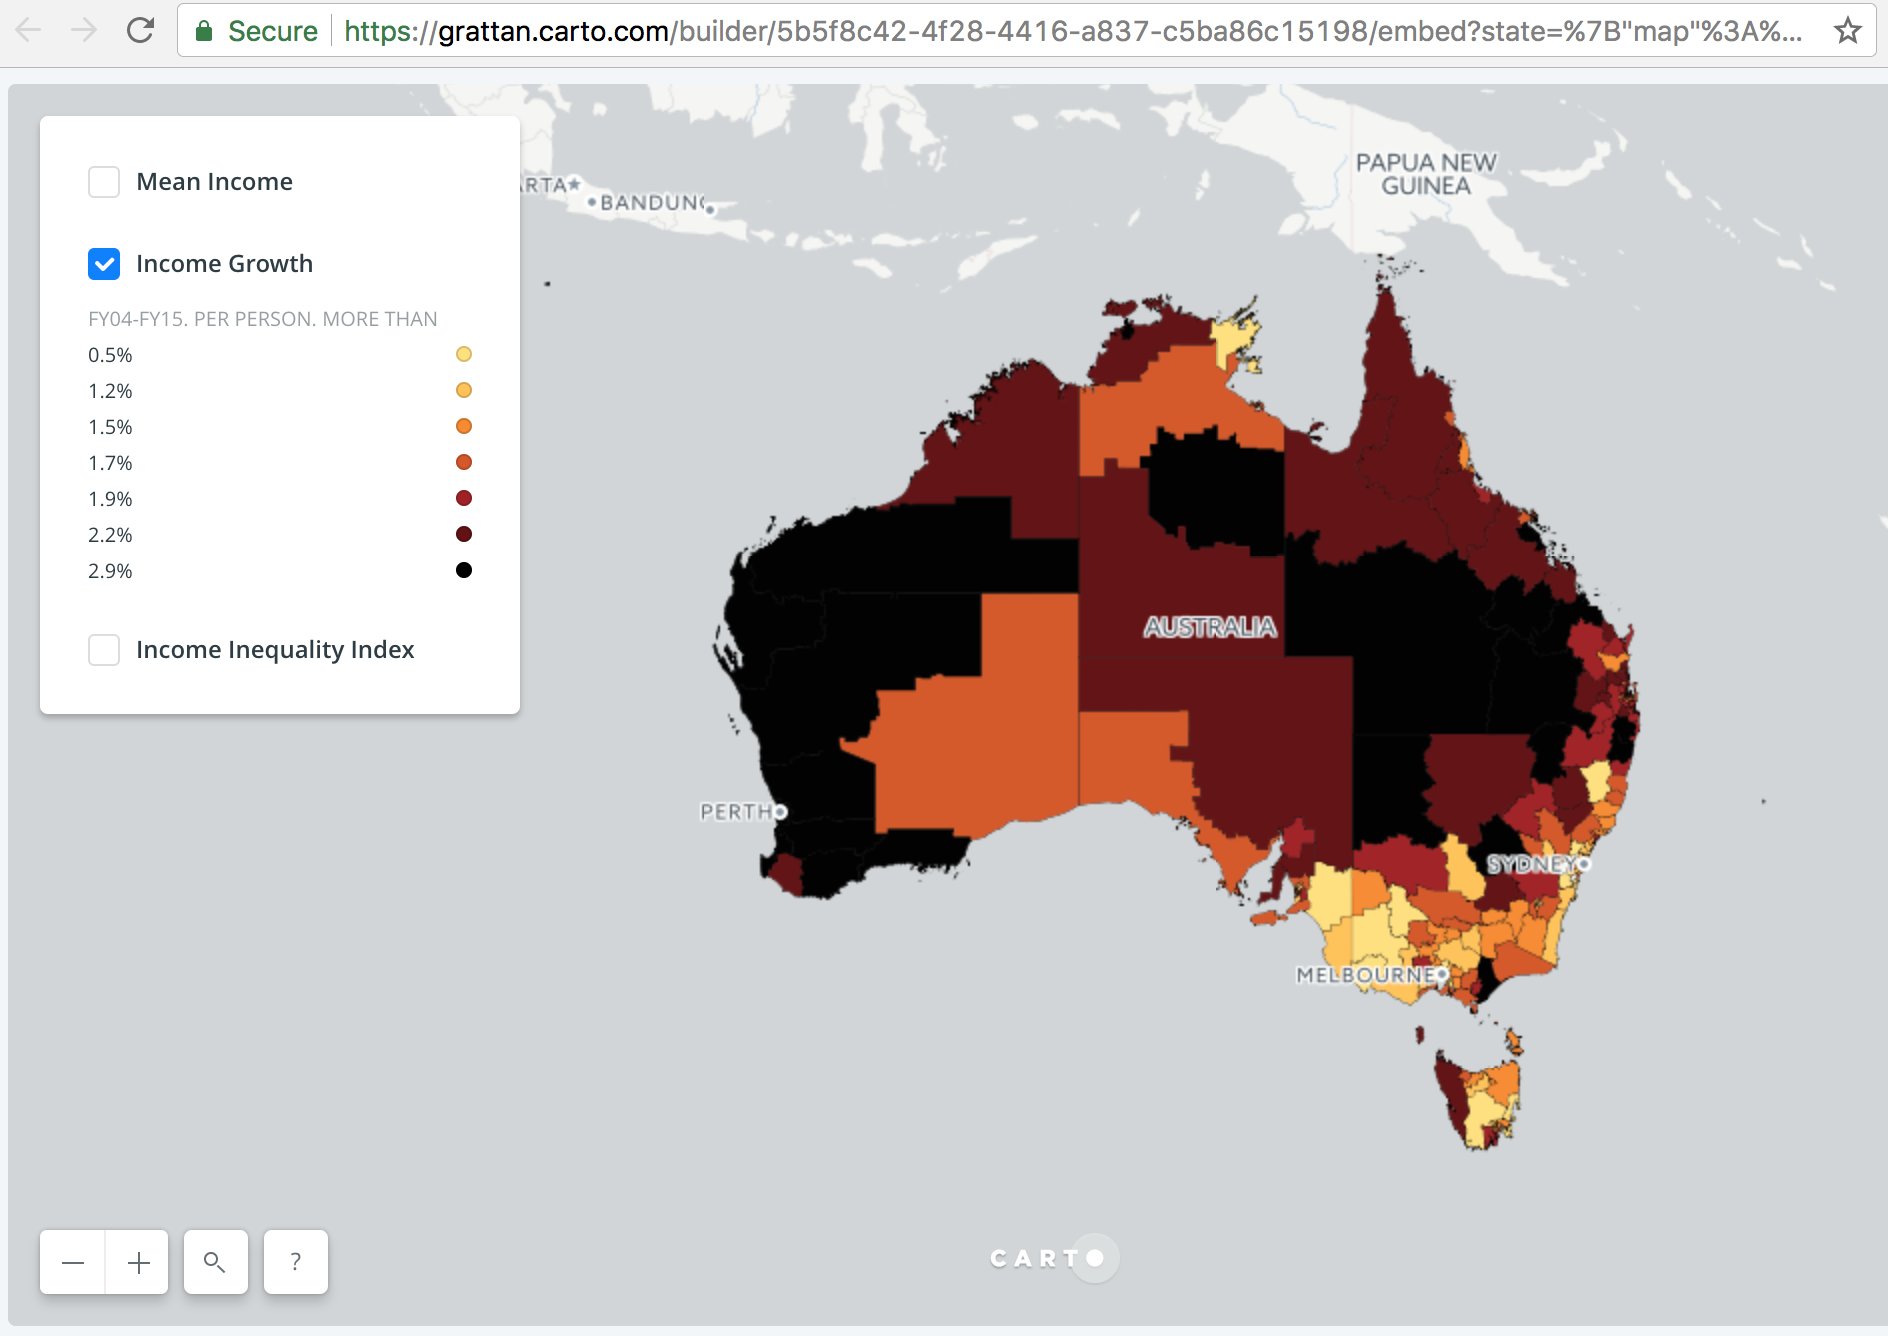 Secure https://grattan.carto.com/builder/5b5f8c42-4f28-4416-a837-c5ba86c15198/embed?state=%7B"map"%3A%...
Mean Income
Income Growth
FY04-FY15. PER PERSON. MORE THAN
0.5%
1.2%
1.5%
1.7%
1.9%
2.2%
2.9%
Income Inequality Index
RTA
BANDUNG
PAPUA NEW
GUINEA
AUSTRALIA
PERTH
SYDNEY
MELBOURNE
?
CARTO